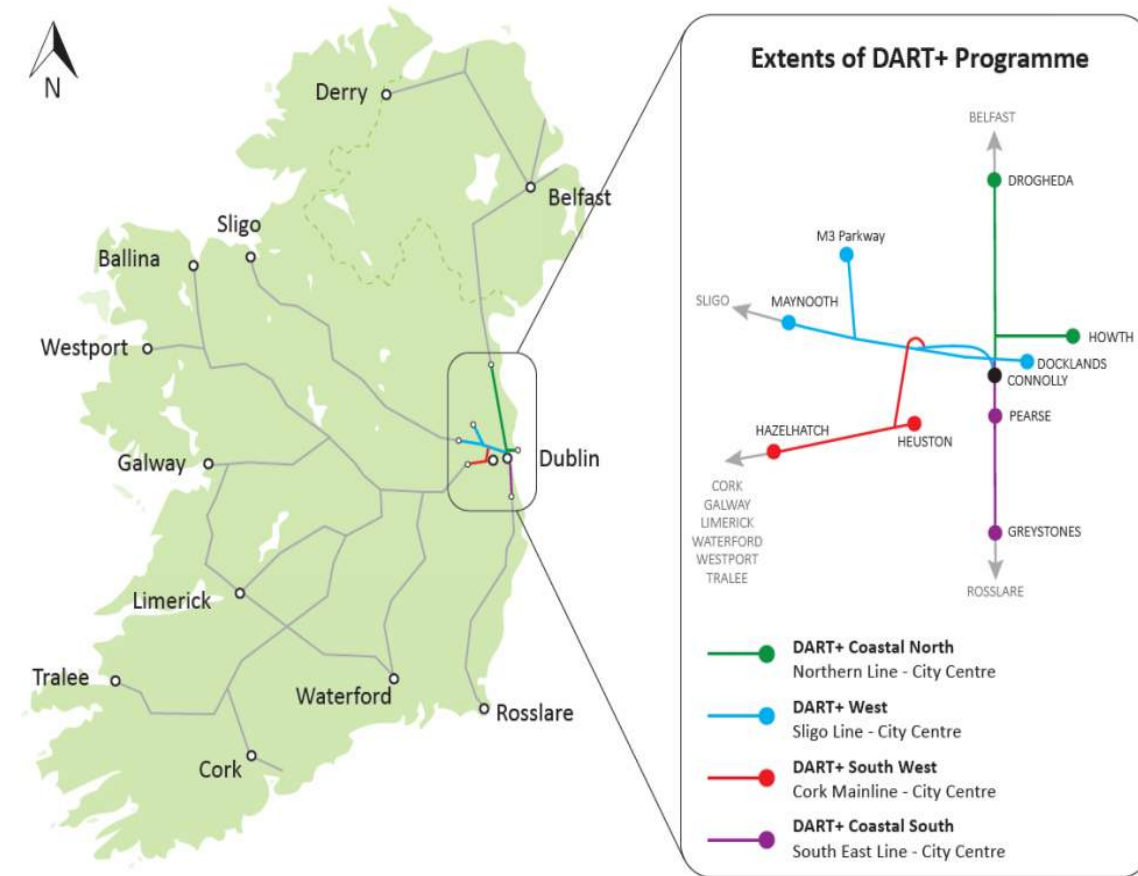 N
Derry
Belfast
Sligo
Ballina
Westport
Galway
Dublin
Limerick
Tralee
Waterford
Rosslare
Cork
Extents of DART+ Programme
BELFAST
DROGHEDA
M3 Parkway
SLIGO
MAYNOOTH
HOWTH
DOCKLANDS
CONNOLLY
PEARSE
HAZELHATCH
HEUSTON
CORK
GALWAY
LIMERICK
WATERFORD
WESTPORT
TRALEE
GREYSTONES
ROSSLARE
DART+ Coastal North
Northern Line - City Centre
DART+ West
Sligo Line - City Centre
DART+ South West
Cork Mainline - City Centre
DART+ Coastal South
South East Line - City Centre